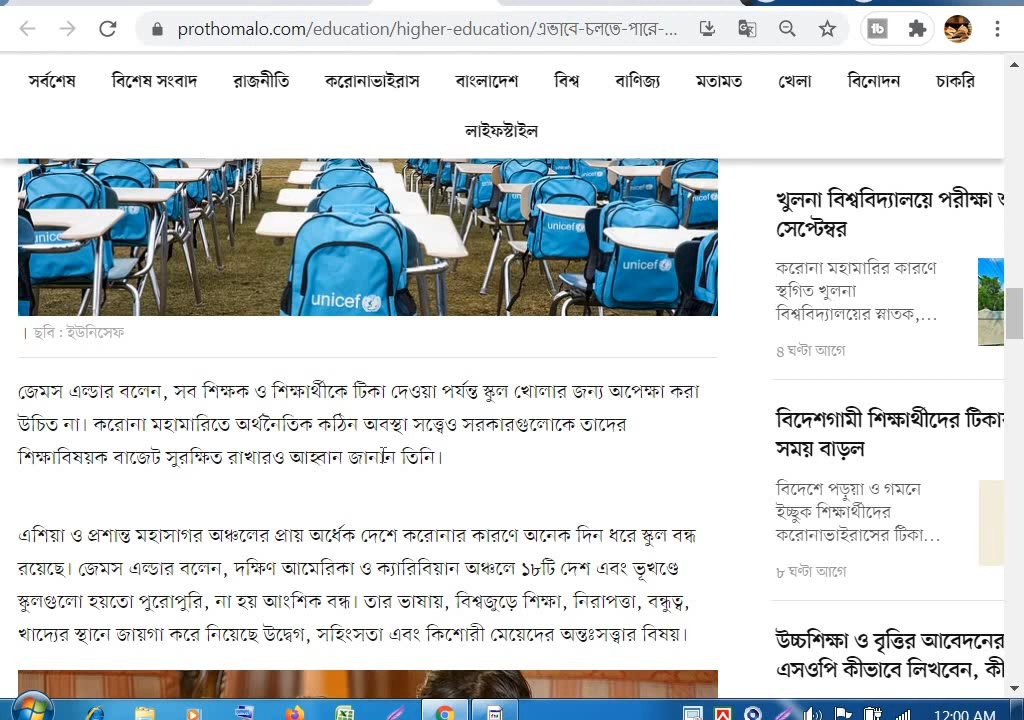 prothomalo.com/education/higher-education/এভাবে-চলতে-পারে-...
সর্বশেষ বিশেষ সংবাদ রাজনীতি করোনাভাইরাস বাংলাদেশ বিশ্ব বাণিজ্য মতামত খেলা বিনোদন চাকরি
লাইফস্টাইল
unicef
unicef
unicef
unicef
| ছবি : ইউনিসেফ
জেমস এল্ডার বলেন, সব শিক্ষক ও শিক্ষার্থীকে টিকা দেওয়া পর্যন্ত স্কুল খোলার জন্য অপেক্ষা করা
উচিত না। করোনা মহামারিতে অর্থনৈতিক কঠিন অবস্থা সত্ত্বেও সরকারগুলোকে তাদের
শিক্ষাবিষয়ক বাজেট সুরক্ষিত রাখারও আহ্বান জানান তিনি।
এশিয়া ও প্রশান্ত মহাসাগর অঞ্চলের প্রায় অর্ধেক দেশে করোনার কারণে অনেক দিন ধরে স্কুল বন্ধ
রয়েছে। জেমস এল্ডার বলেন, দক্ষিণ আমেরিকা ও ক্যারিবিয়ান অঞ্চলে ১৮টি দেশ এবং ভূখণ্ডে
স্কুলগুলো হয়তো পুরোপুরি, না হয় আংশিক বন্ধ। তার ভাষায়, বিশ্বজুড়ে শিক্ষা, নিরাপত্তা, বন্ধুত্ব,
খাদ্যের স্থানে জায়গা করে নিয়েছে উদ্বেগ, সহিংসতা এবং কিশোরী মেয়েদের অন্তঃসত্ত্বার বিষয়।
খুলনা বিশ্ববিদ্যালয়ে পরীক্ষা
সেপ্টেম্বর
করোনা মহামারির কারণে
স্থগিত খুলনা
বিশ্ববিদ্যালয়ের স্নাতক,...
৪ ঘণ্টা আগে
বিদেশগামী শিক্ষার্থীদের
সময় বাড়ল
বিদেশে পড়ুয়া ও গমনে
ইচ্ছুক শিক্ষার্থীদের
করোনাভাইরাসের টিকা...
৮ ঘণ্টা আগে
উচ্চশিক্ষা ও বৃত্তির আবেদনের
এসওপি কীভাবে লিখবেন,
12:00 AM